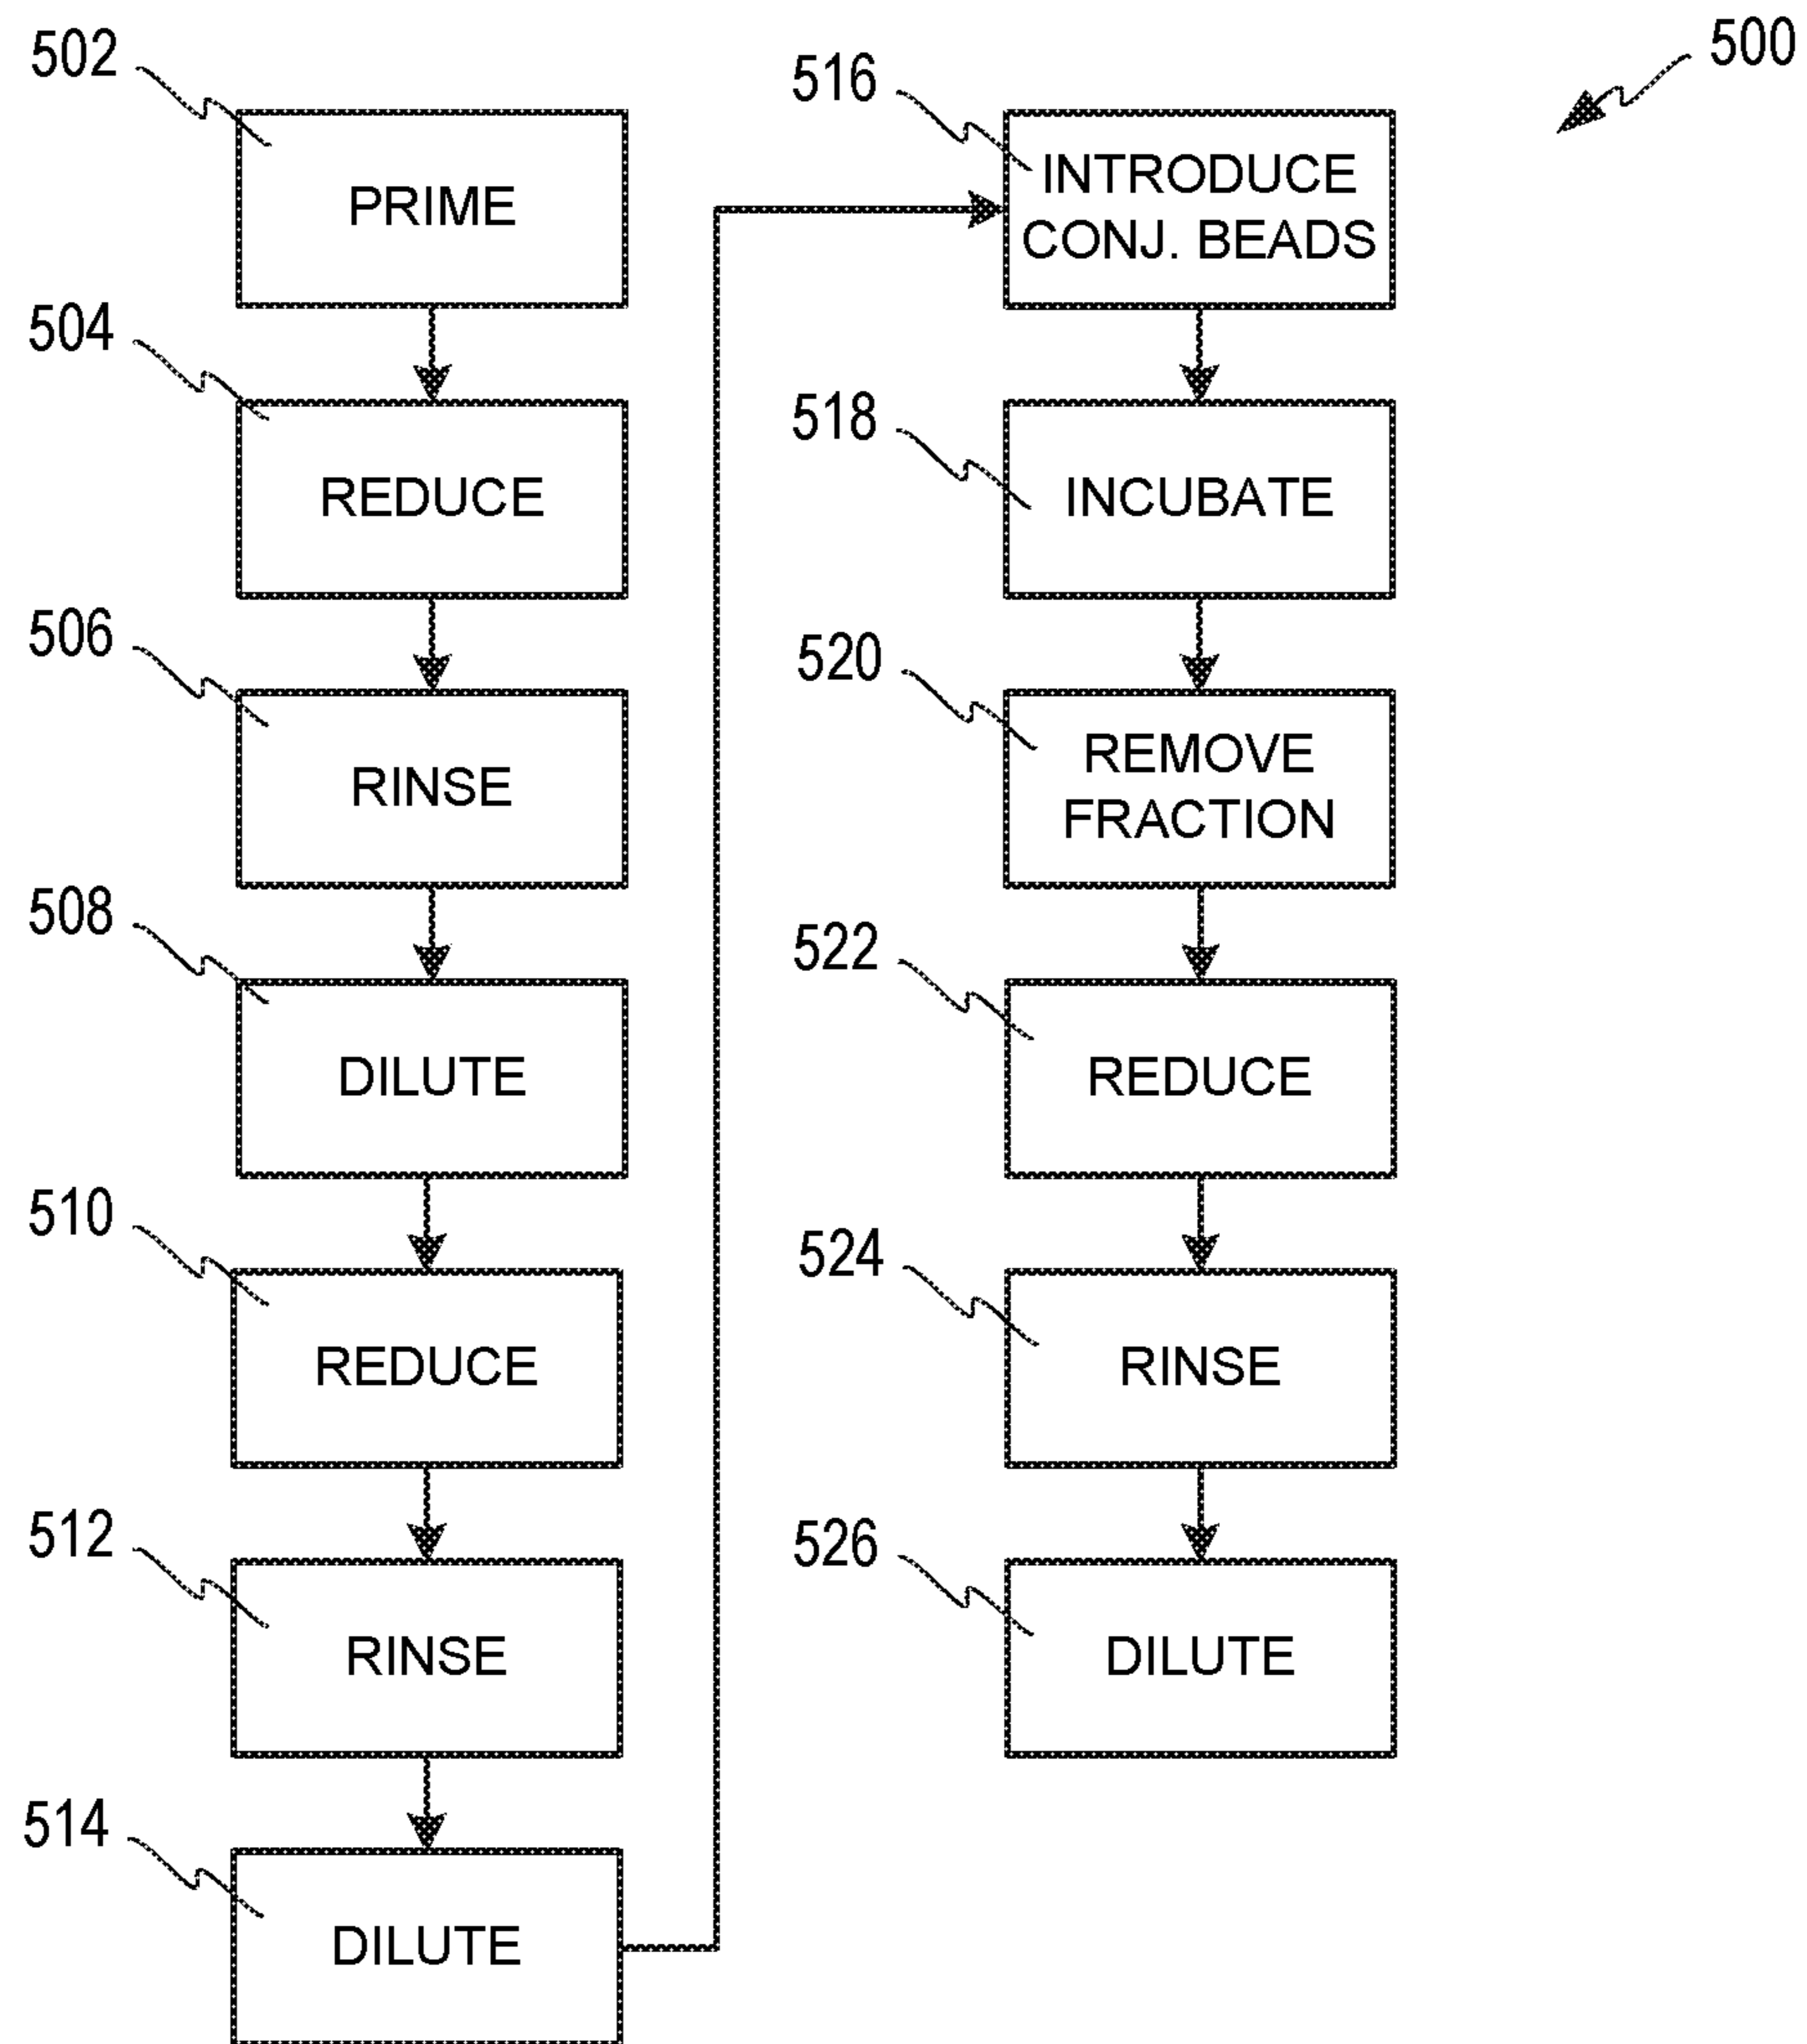 500
502
PRIME
504
REDUCE
506
RINSE
508
DILUTE
510
REDUCE
512
RINSE
514
DILUTE
516
INTRODUCE
CONJ. BEADS
518
INCUBATE
520
REMOVE
FRACTION
522
REDUCE
524
RINSE
526
DILUTE